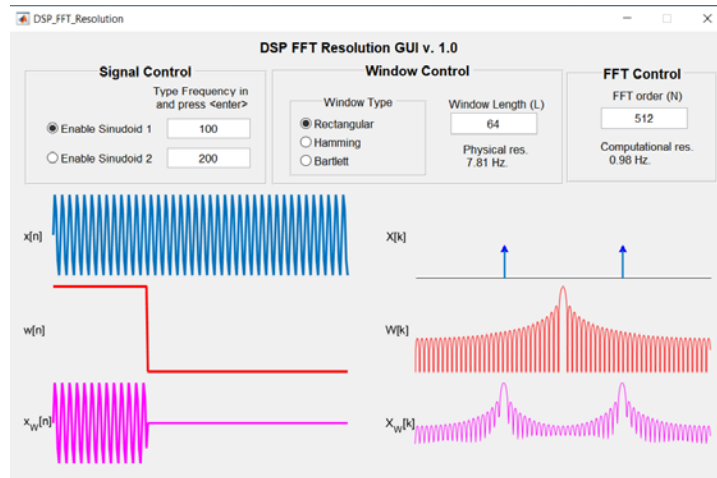 DSP_FFT_Resolution
DSP FFT Resolution GUI v. 1.0
Signal Control
Type Frequency in
and press <enter>
Enable Sinudoid 1
100
Enable Sinudoid 2
200
Window Control
Window Type
Rectangular
Hamming
Bartlett
Window Length (L)
64
Physical res.
7.81 Hz.
FFT Control
FFT order (N)
512
Computational res.
0.98 Hz.
x[n]
X[k]
w[n]
W[k]
x_W[n]
X_W[k]